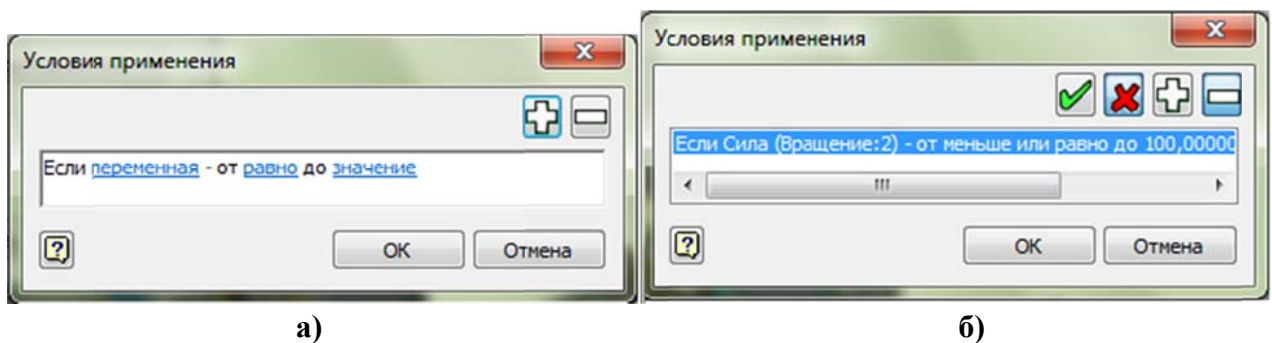 Условия применения
Если переменная - от равно до значение
ОК
Отмена
а)
Условия применения
Если Сила (Вращение:2) - от меньше или равно до 100,00000
ОК
Отмена
б)